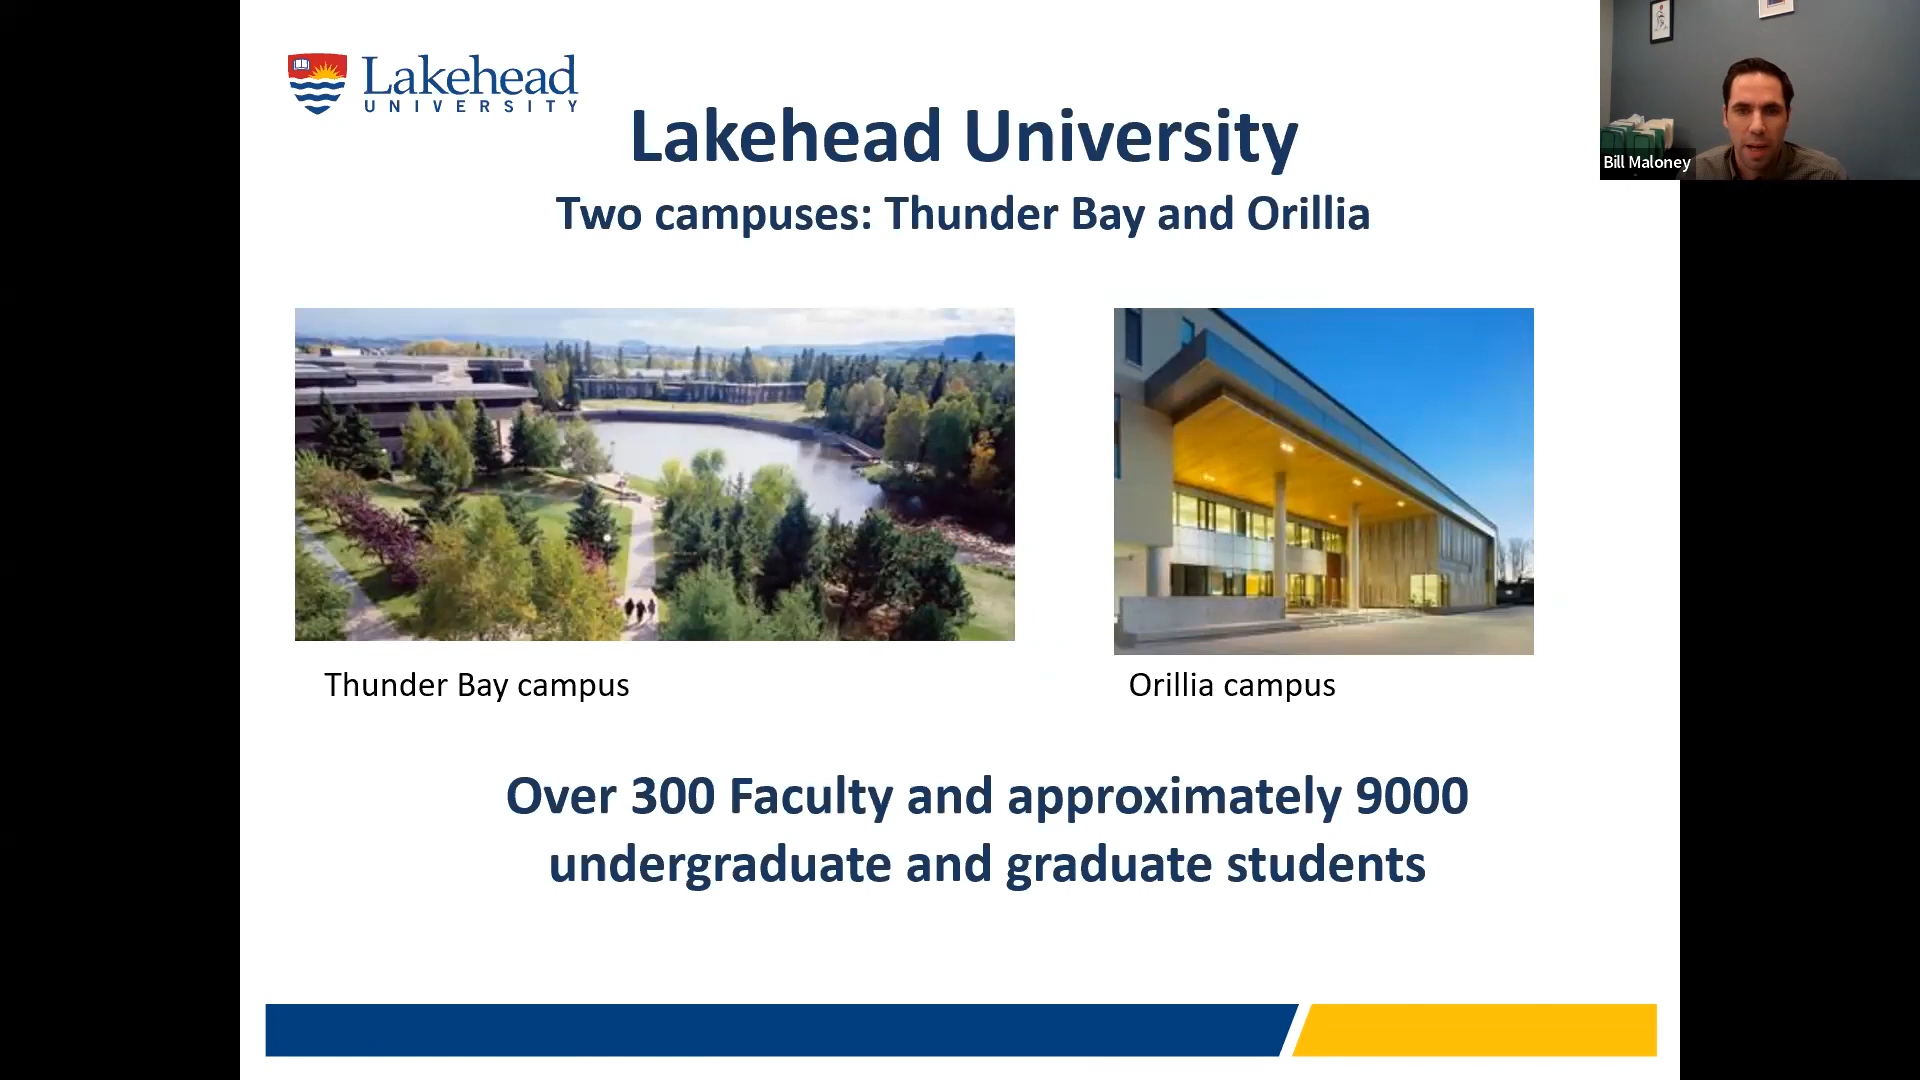 Lakehead
UNIVERSITY
Lakehead University
Two campuses: Thunder Bay and Orillia
Bill Maloney
Thunder Bay campus
Orillia campus
Over 300 Faculty and approximately 9000
undergraduate and graduate students